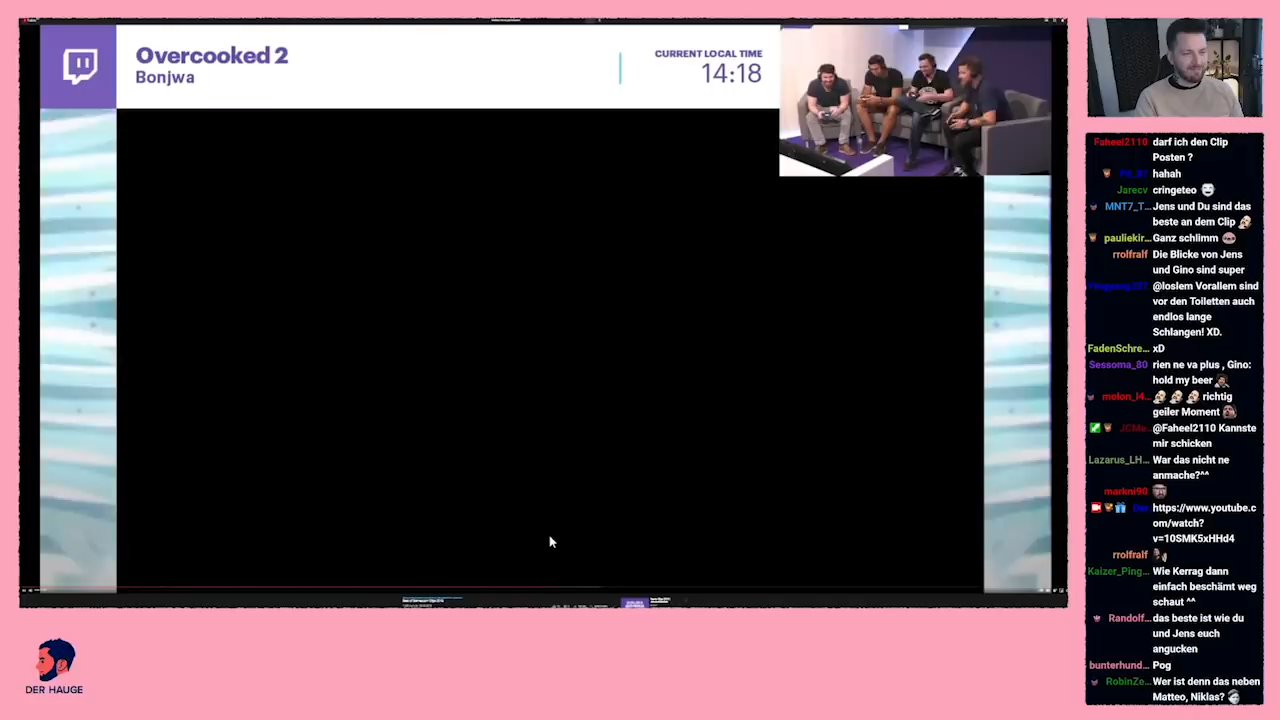 Overcooked 2
Bonjwa
CURRENT LOCAL TIME
14:18
DER HAUGE
Faheel2110 darf ich den Clip
Posten ?
hahah
Jarecv cringeteo
MNT7_T... Jens und Du sind das
beste an dem Clip
pauliekir... Ganz schlimm
rrolfralf Die Blicke von Jens
und Gino sind super
@loslem Vorallem sind
vor den Toiletten auch
endlos lange
Schlangen! XD.
FadenSchre... xD
Sessoma_80 rien ne va plus , Gino:
hold my beer
molon_l4... richtig
geiler Moment
JCMe... @Faheel2110 Kannste
mir schicken
Lazarus_LH... War das nicht ne
anmache?^^
markni90
https://www.youtube.c
om/watch?
v=10SMK5xHHd4
rrolfralf
Kaizer_Ping... Wie Kerrag dann
einfach beschämt weg
schaut ^^
Randolf... das beste ist wie du
und Jens euch
angucken
bunterhund... Pog
RobinZe... Wer ist denn das neben
Matteo, Niklas?